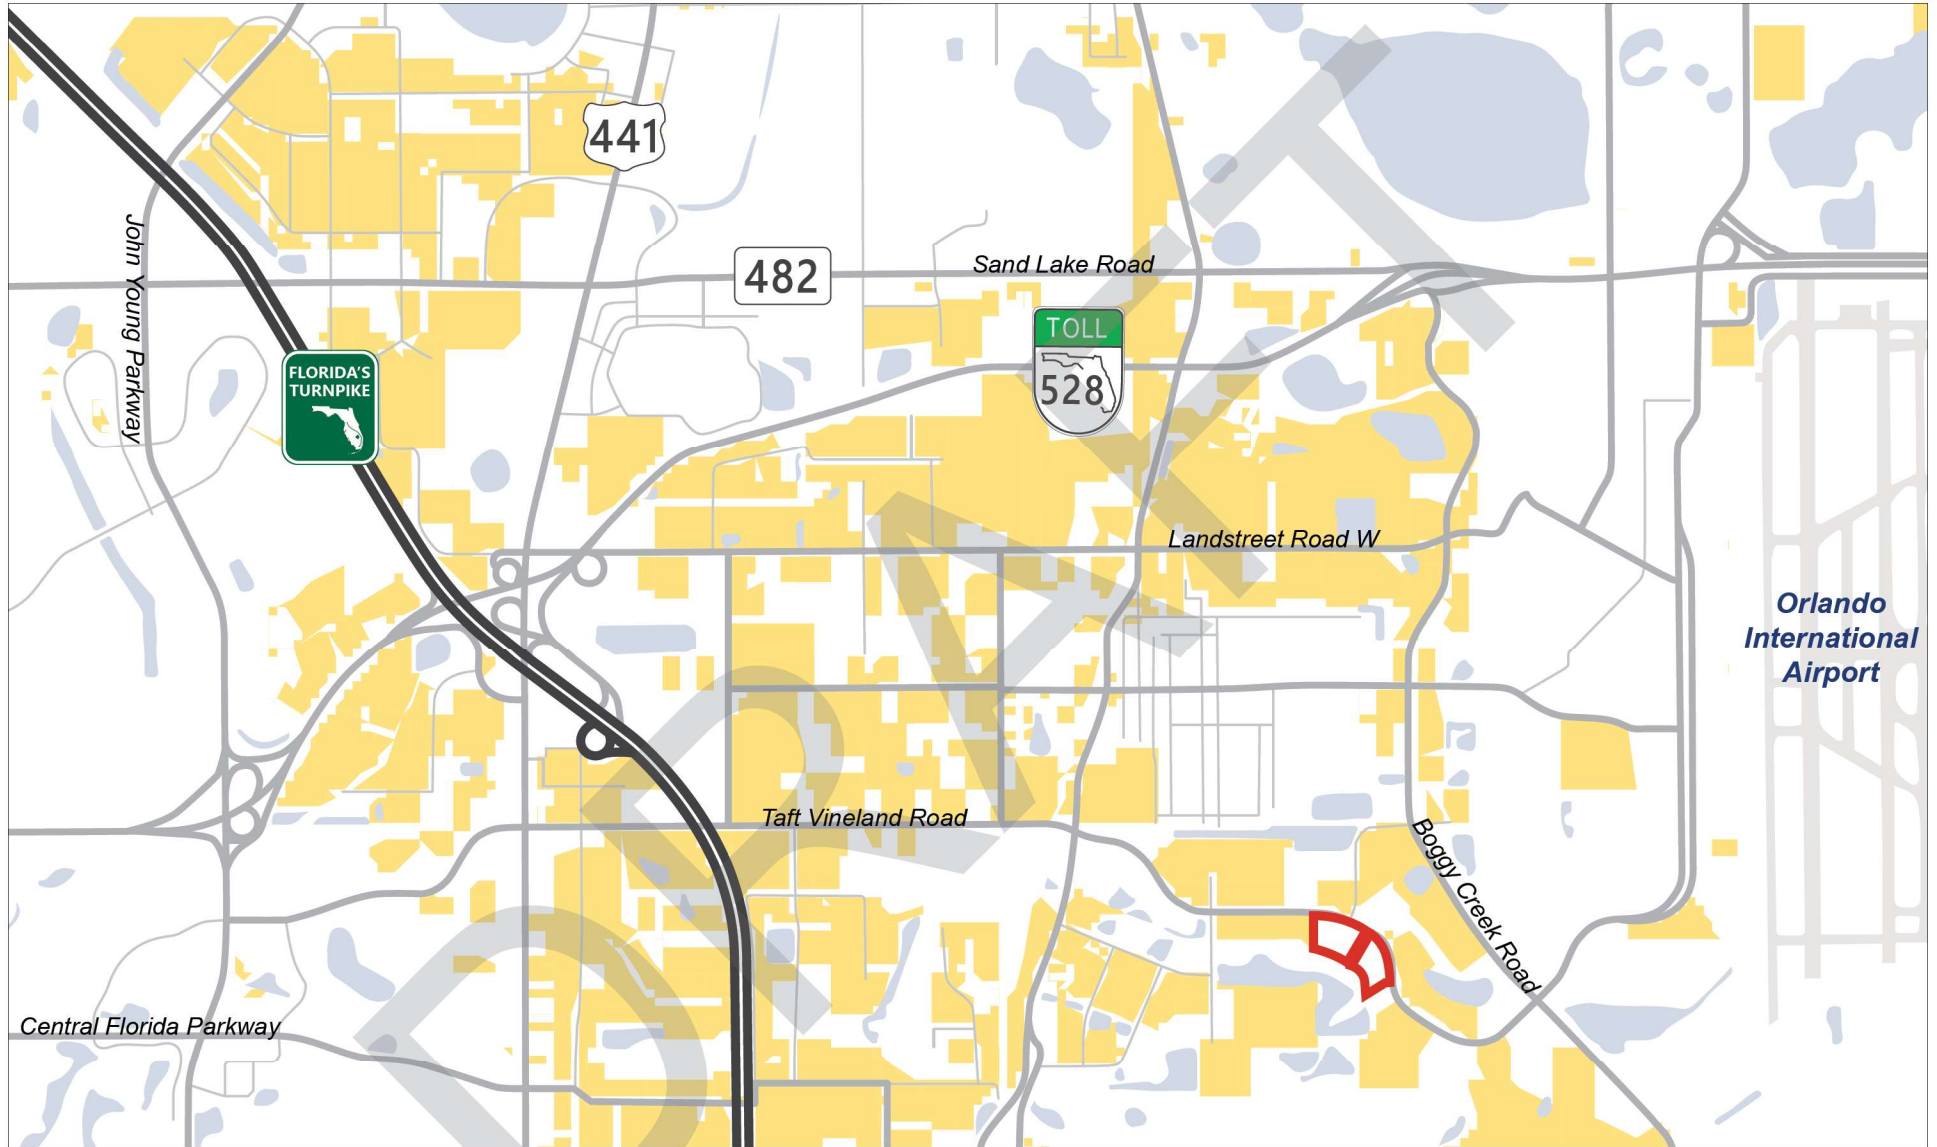 441
John Young Parkway
482
Sand Lake Road
TOLL
528
FLORIDA'S
TURNPIKE
Landstreet Road W
Orlando
International
Airport
Taft Vineland Road
Boggy Creek Road
Central Florida Parkway
DRAFT